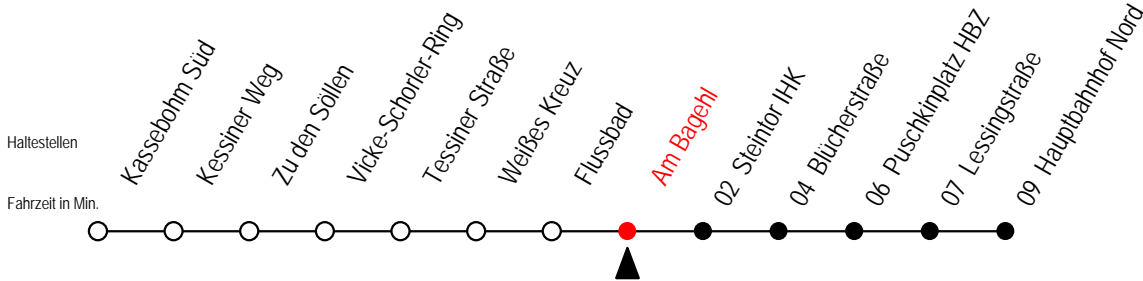 Haltestellen
Fahrzeit in Min.
Kassebohm Süd
Kessiner Weg
Zu den Söllen
Vicke-Schorler-Ring
Tessiner Straße
Weißes Kreuz
Flussbad
Am Bagehl
02 Steintor IHK
04 Blücherstraße
06 Puschkinplatz HBZ
07 Lessingstraße
09 Hauptbahnhof Nord